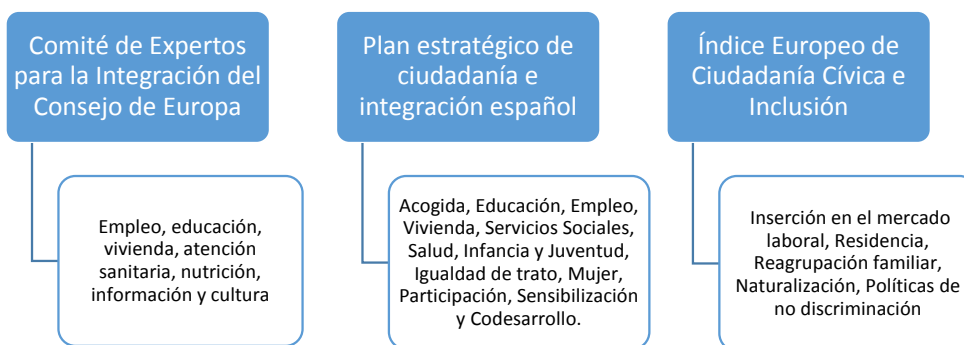 Comité de Expertos
para la Integración del
Consejo de Europa
Empleo, educación,
vivienda, atención
sanitaria, nutrición,
información y cultura
Plan estratégico de
ciudadanía e
integración español
Acogida, Educación, Empleo,
Vivienda, Servicios Sociales,
Salud, Infancia y Juventud,
Igualdad de trato, Mujer,
Participación, Sensibilización
y Codesarrollo.
Índice Europeo de
Ciudadanía Cívica e
Inclusión
Inserción en el mercado
laboral, Residencia,
Reagrupación familiar,
Naturalización, Políticas de
no discriminación